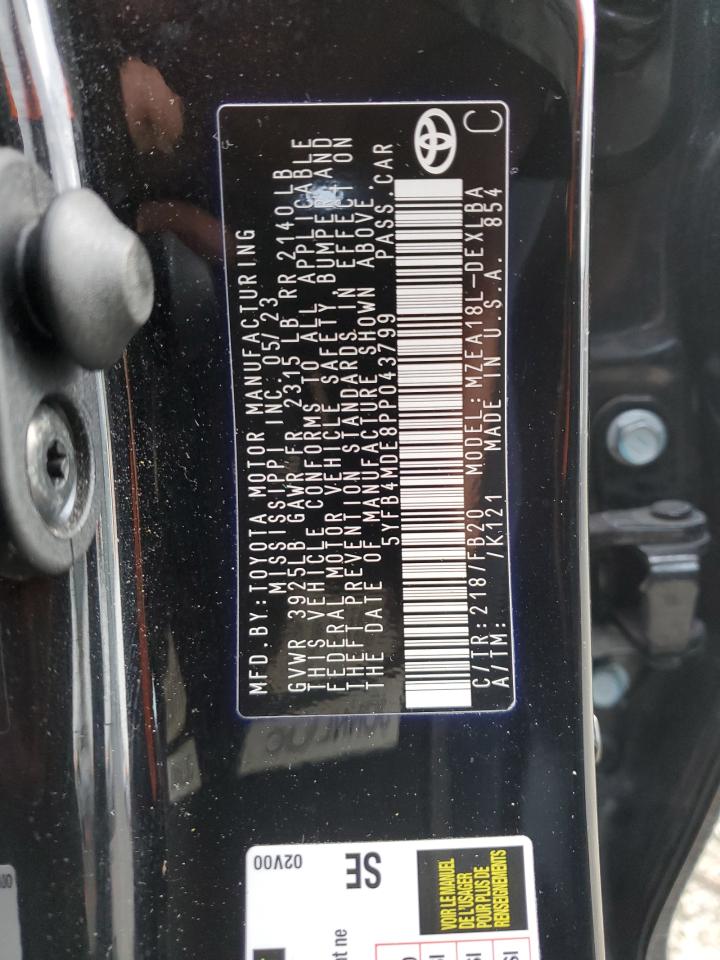 MFD. BY: TOYOTA MOTOR MANUFACTURING
MISSISSIPPI INC. 05/23
GVWR 3925LB GAWR FR 2315 LB RR 2140 LB
THIS VEHICLE CONFORMS TO ALL APPLICABLE
FEDERAL MOTOR VEHICLE SAFETY, BUMPER, AND
THEFT PREVENTION STANDARDS IN EFFECT ON
THE DATE OF MANUFACTURE SHOWN ABOVE.
5YFB4MDE8PP043799 PASS. CAR
C/TR: 218/FB20 MODEL: MZEA18L-DEXLBA
A/TM: /K121 MADE IN U.S.A. 854
C
02V00
SE
VOIR LE MANUEL
DE L'USAGER
POUR PLUS DE
RENSEIGNEMENTS